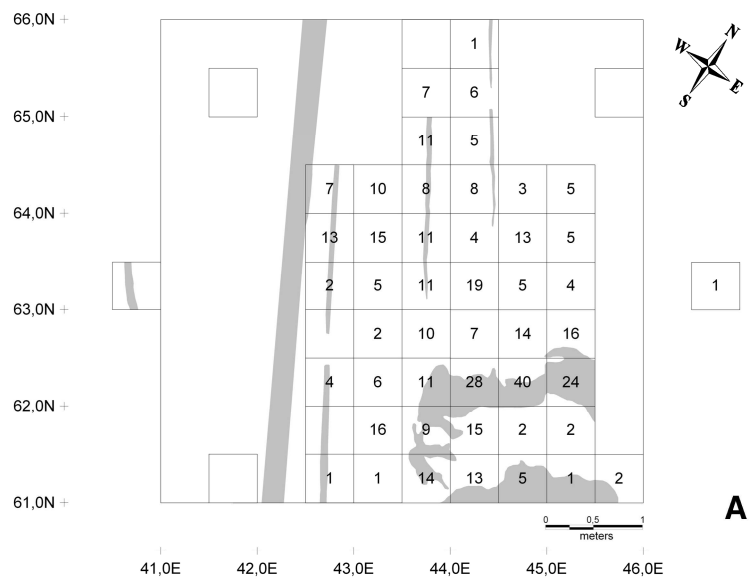 66,0N
1
N
W
E
S
7 6
65,0N
11 5
7 10 8 8 3 5
64,0N
13 15 11 4 13 5
2 5 11 19 5 4
1
63,0N
2 10 7 14 16
4 6 11 28 40 24
62,0N
16 9 15 2 2
1 1 14 13 5 1 2
61,0N
A
0 0,5 1
meters
41,0E 42,0E 43,0E 44,0E 45,0E 46,0E